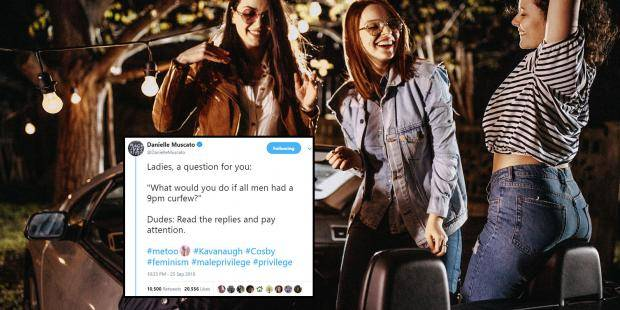 Danielle Muscato
@DanielleMuscato
Following
Ladies, a question for you:
"What would you do if all men had a
9pm curfew?"
Dudes: Read the replies and pay
attention.
#metoo #Kavanaugh #Cosby
#feminism #maleprivilege #privilege
10:23 PM - 25 Sep 2018
10,506 Retweets 20,556 Likes